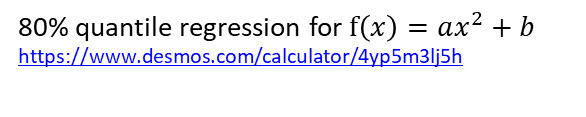 80% quantile regression for f(x) = ax² + b
https://www.desmos.com/calculator/4yp5m3lj5h